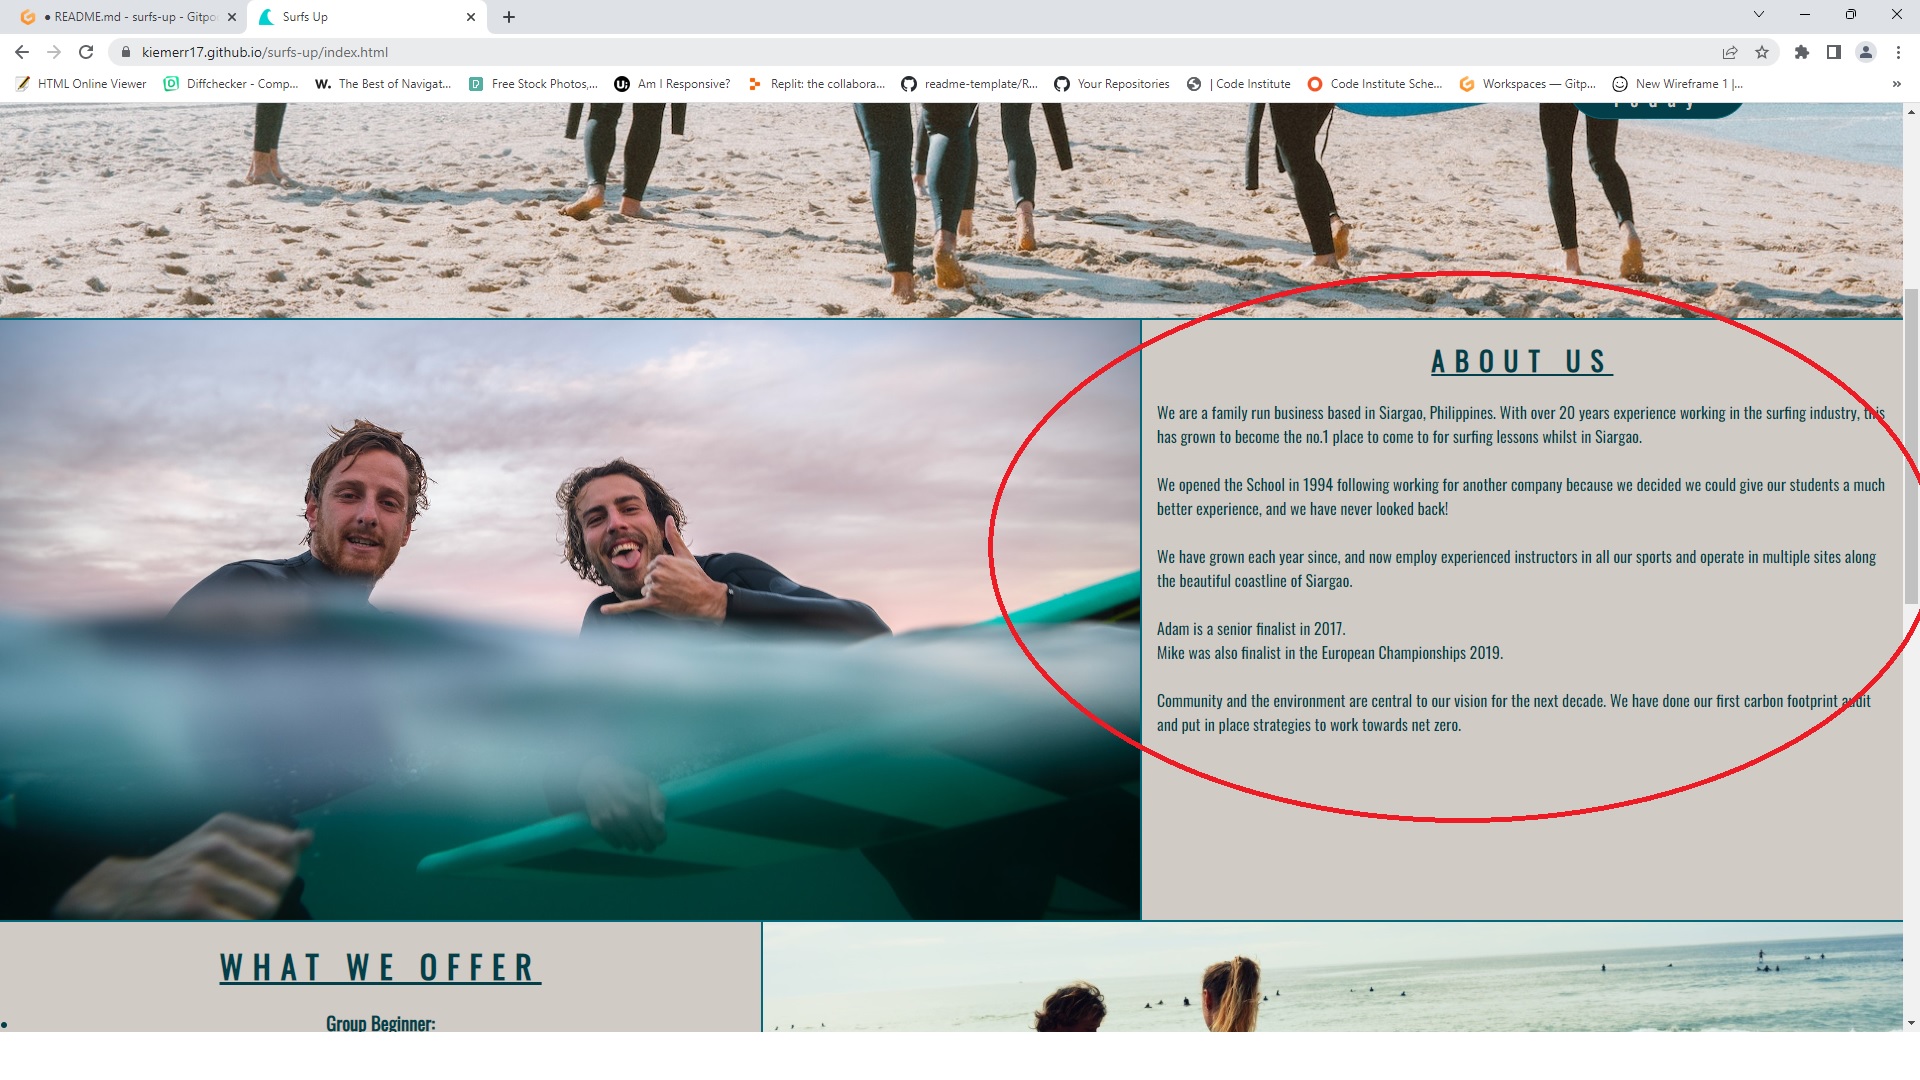 ● README.md - surfs-up - Gitpo
Surfs Up
kiemerr17.github.io/surfs-up/index.html
HTML Online Viewer
Diffchecker - Comp...
W. The Best of Navigat...
D Free Stock Photos,...
Ui Am I Responsive?
Replit: the collabora...
readme-template/R...
Your Repositories
| Code Institute
Code Institute Sche...
Workspaces — Gitp...
New Wireframe 1 |...
»
Today
ABOUT US
We are a family run business based in Siargao, Philippines. With over 20 years experience working in the surfing industry, this
has grown to become the no.1 place to come to for surfing lessons whilst in Siargao.
We opened the School in 1994 following working for another company because we decided we could give our students a much
better experience, and we have never looked back!
We have grown each year since, and now employ experienced instructors in all our sports and operate in multiple sites along
the beautiful coastline of Siargao.
Adam is a senior finalist in 2017.
Mike was also finalist in the European Championships 2019.
Community and the environment are central to our vision for the next decade. We have done our first carbon footprint audit
and put in place strategies to work towards net zero.
WHAT WE OFFER
Group Beginner: